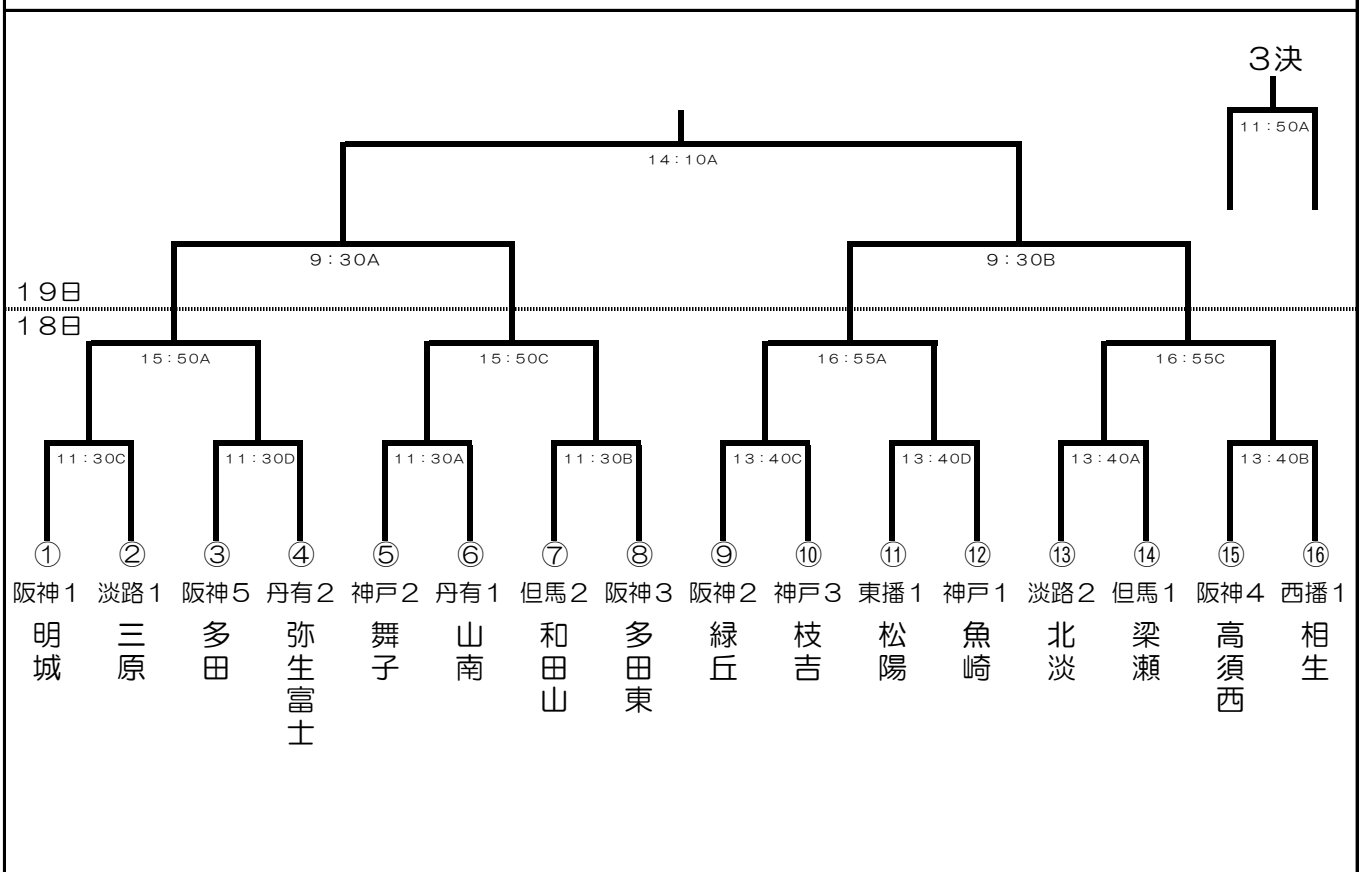 3決
11:50A
14:10A
9:30A
9:30B
19日
18日
15:50A
15:50C
16:55A
16:55C
11:30C
11:30D
11:30A
11:30B
13:40C
13:40D
13:40A
13:40B
① ② ③ ④ ⑤ ⑥ ⑦ ⑧ ⑨ ⑩ ⑪ ⑫ ⑬ ⑭ ⑮ ⑯
阪神1 淡路1 阪神5 丹有2 神戸2 丹有1 但馬2 阪神3 阪神2 神戸3 東播1 神戸1 淡路2 但馬1 阪神4 西播1
明城
三原
多田
弥生富士
舞子
山南
和田山
多田東
緑丘
枝吉
松陽
魚崎
北淡
梁瀬
高須西
相生